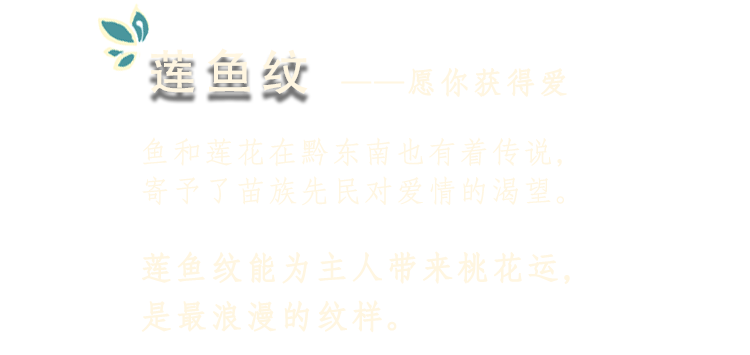 莲鱼纹 ——愿你获得爱
鱼和莲花在黔东南也有着传说，
寄予了苗族先民对爱情的渴望。
莲鱼纹能为主人带来桃花运，
是最浪漫的纹样。